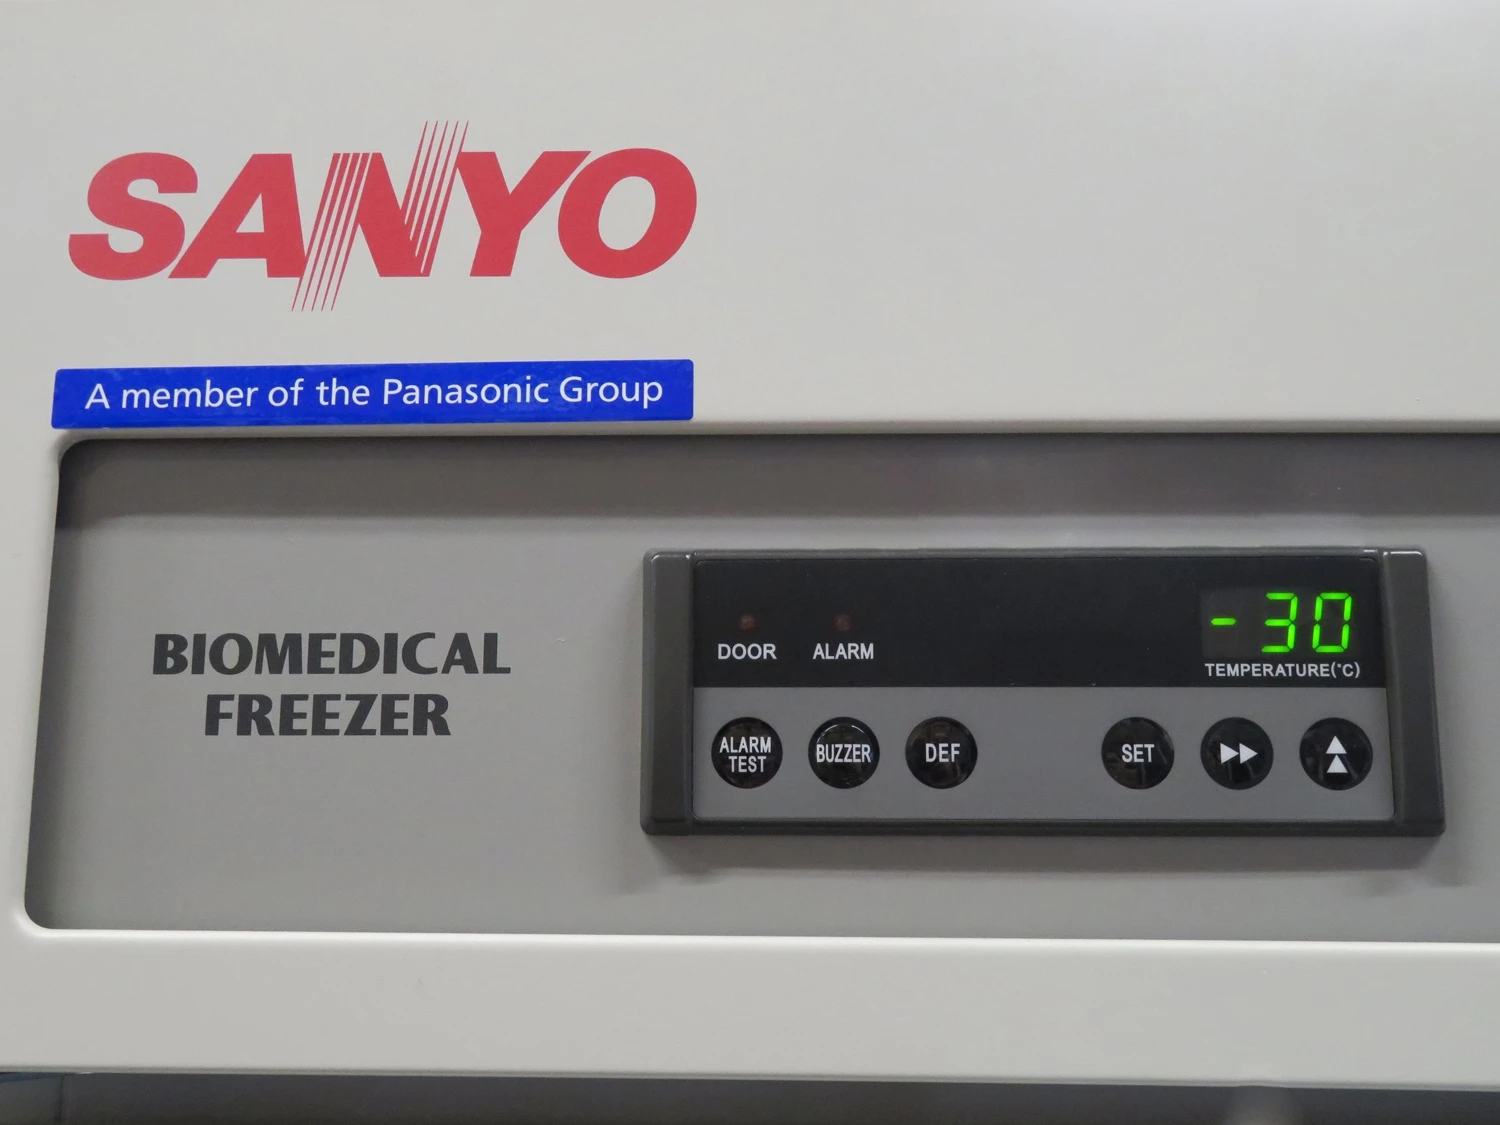 SANYO
A member of the Panasonic Group
BIOMEDICAL
FREEZER
DOOR
ALARM
-30
TEMPERATURE(°C)
ALARM
TEST
BUZZER
DEF
SET